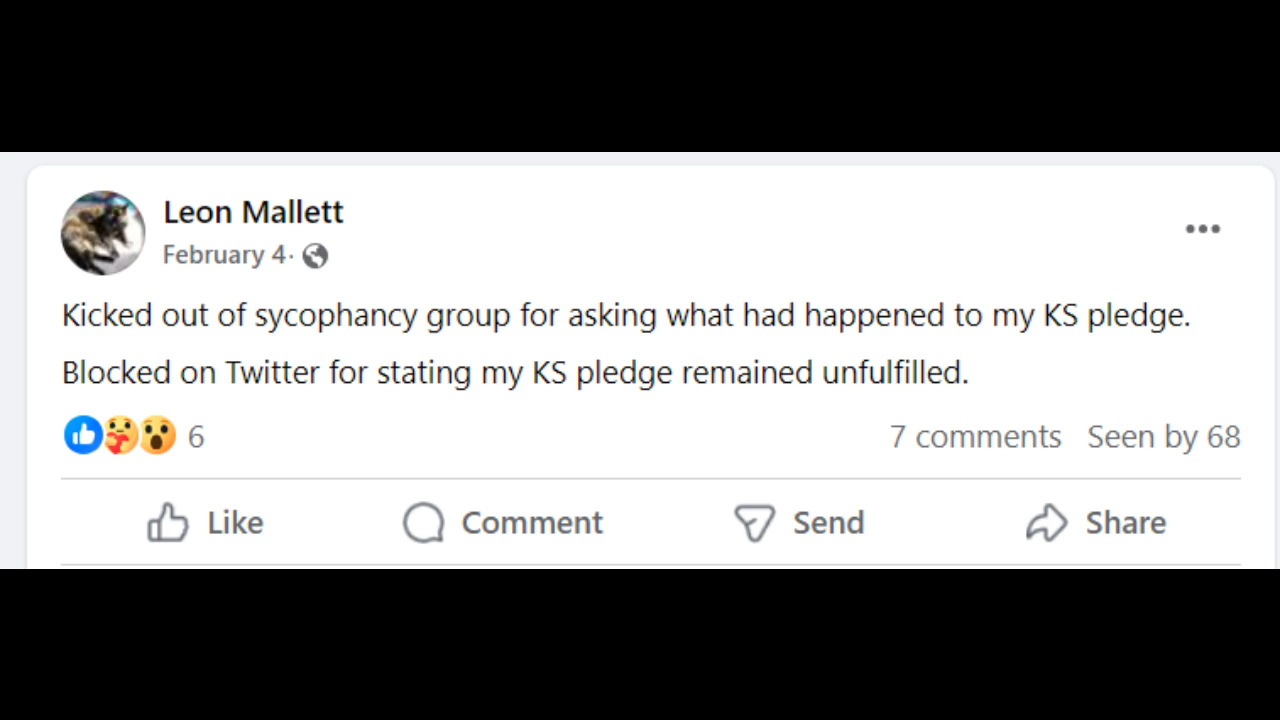 Leon Mallett
February 4 ·
Kicked out of sycophancy group for asking what had happened to my KS pledge.
Blocked on Twitter for stating my KS pledge remained unfulfilled.
6 7 comments Seen by 68
Like Comment Send Share